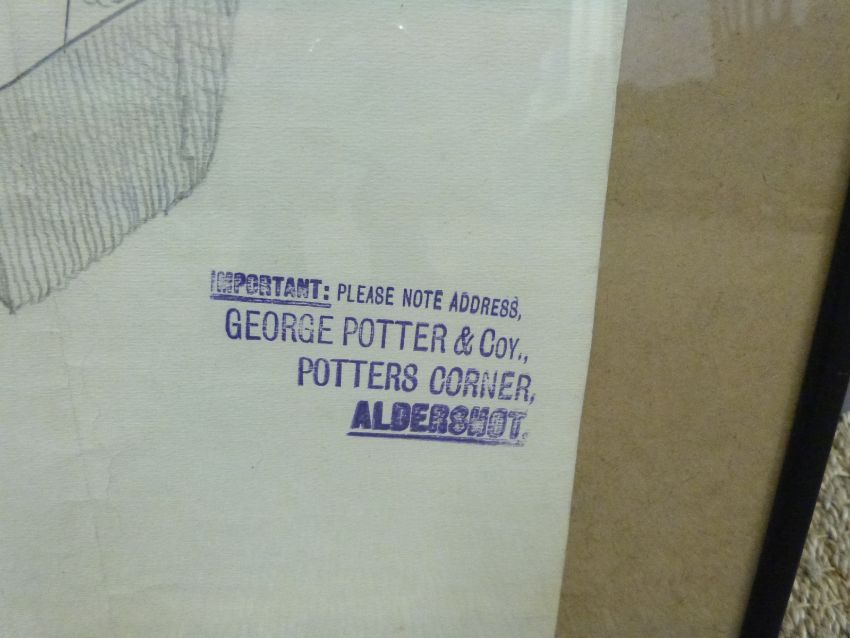 IMPORTANT: PLEASE NOTE ADDRESS,
GEORGE POTTER & COY.,
POTTERS CORNER,
ALDERSHOT.